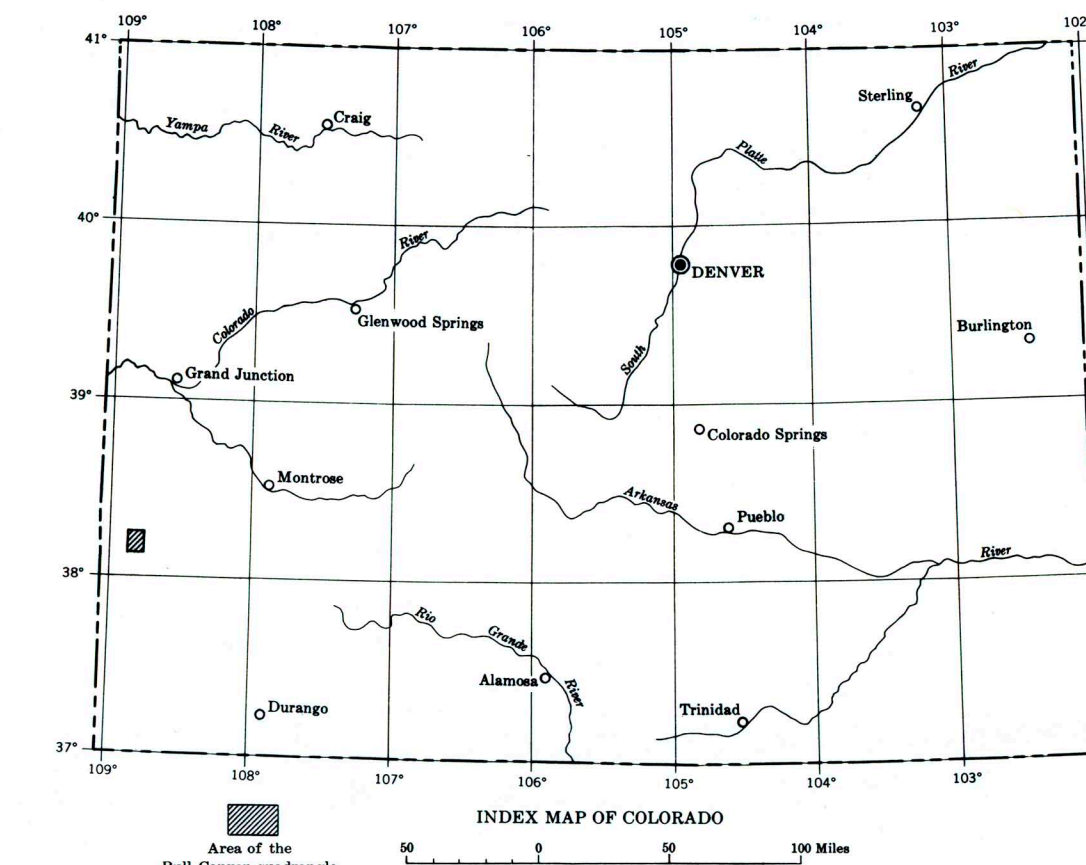 109°
108°
107°
106°
105°
104°
103°
102
41°
River
Sterling
Craig
Yampa
River
Platte
40°
River
DENVER
Colorado
Glenwood Springs
Burlington
South
Grand Junction
39°
Colorado Springs
Montrose
Arkansas
Pueblo
River
38°
Rio
Grande
Alamosa
River
Durango
Trinidad
37°
109°
108°
107°
106°
105°
104°
103°
INDEX MAP OF COLORADO
Area of the
50 0 50 100 Miles